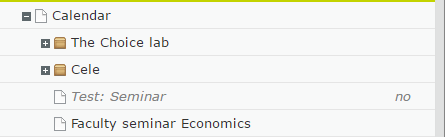 Calendar
The Choice lab
Cele
Test: Seminar no
Faculty seminar Economics